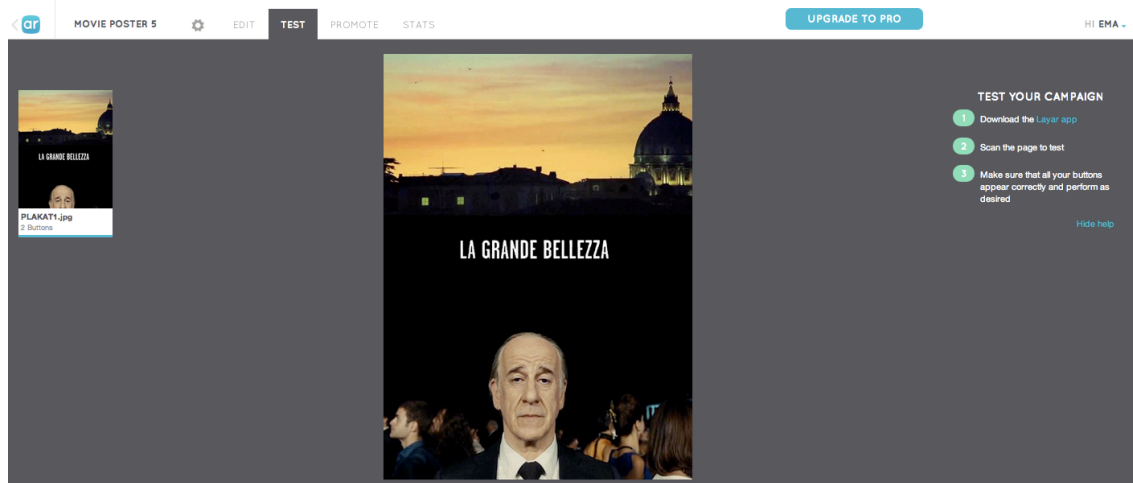 ar
MOVIE POSTER 5
EDIT
TEST
PROMOTE
STATS
UPGRADE TO PRO
HI EMA
LA GRANDE BELLEZZA
PLAKAT1.jpg
2 Buttons
LA GRANDE BELLEZZA
TEST YOUR CAMPAIGN
1 Download the Layar app
2 Scan the page to test
3 Make sure that all your buttons
appear correctly and perform as
desired
Hide help